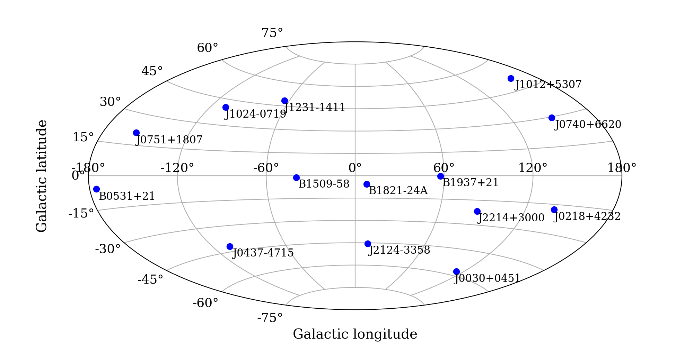 75°
60°
45°
30°
15°
0°
-15°
-30°
-45°
-60°
-75°
-180°
-120°
-60°
0°
60°
120°
180°
J1012+5307
J1231-1411
J1024-0719
J0740+6620
J0751+1807
B1509-58
B1821-24A
B1937+21
B0531+21
J2214+3000
J0218+4232
J0437-4715
J2124-3358
J0030+0451
Galactic latitude
Galactic longitude